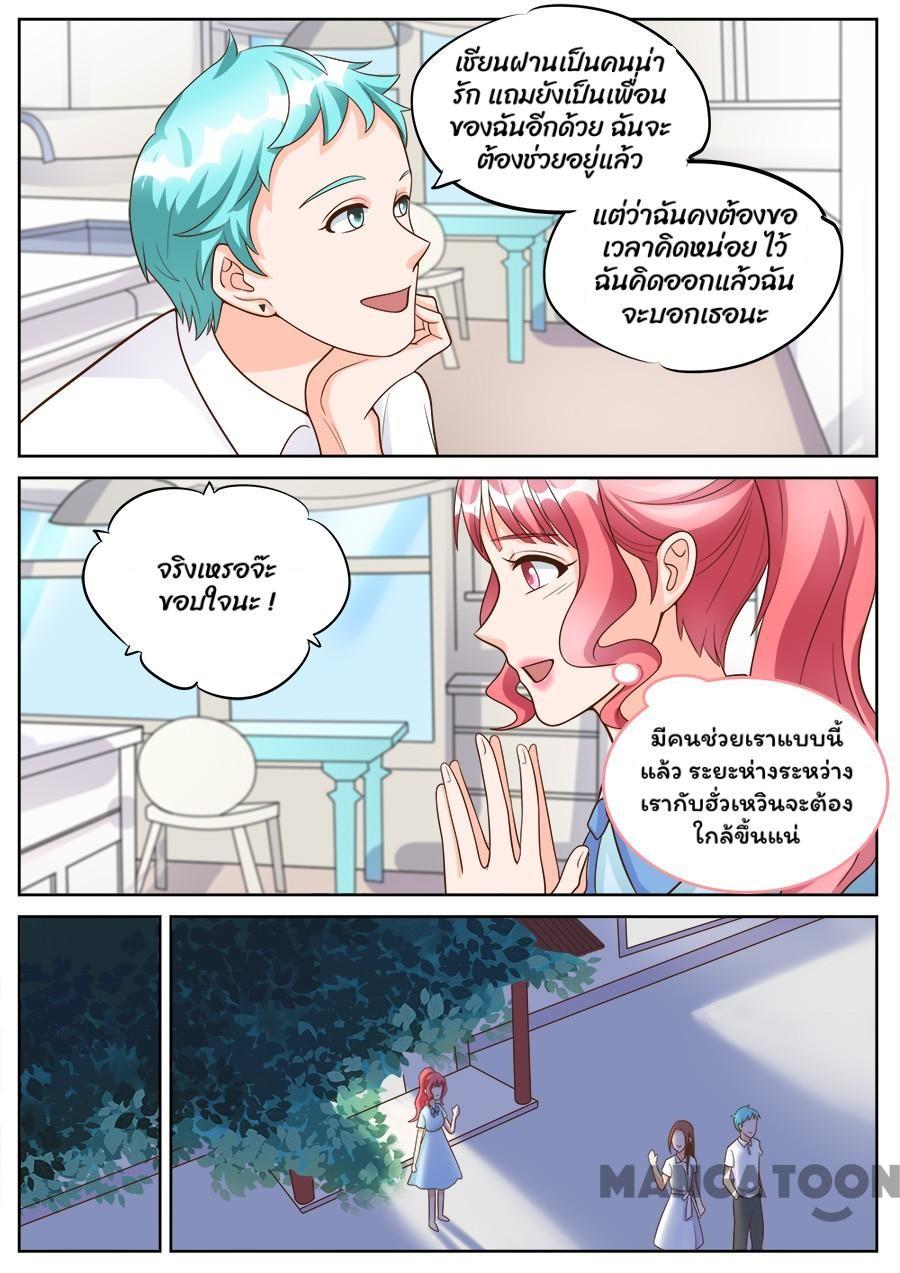 เชียนฝานเป็นคนน่า
รัก แถมยังเป็นเพื่อน
ของฉันอีกด้วย ฉันจะ
ต้องช่วยอยู่แล้ว
แต่ว่าฉันคงต้องขอ
เวลาคิดหน่อย ไว้
ฉันคิดออกแล้วฉัน
จะบอกเธอนะ
จริงเหรอจ๊ะ
ขอบใจนะ !
มีคนช่วยเราแบบนี้
แล้ว ระยะห่างระหว่าง
เรากับฮั่วเหวินจะต้อง
ใกล้ขึ้นแน่
MANGATOON